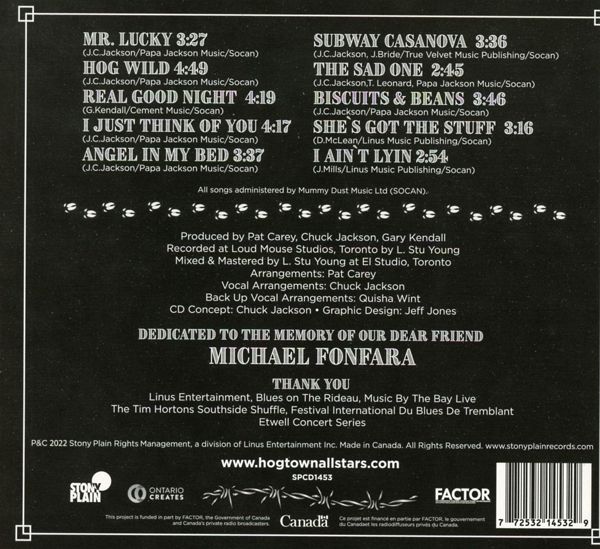 MR. LUCKY 3:27
(J.C.Jackson/Papa Jackson Music/Socan)
HOG WILD 4:49
(J.C.Jackson/Papa Jackson Music/Socan)
REAL GOOD NIGHT 4:19
(G.Kendall/Cement Music/Socan)
I JUST THINK OF YOU 4:17
(J.C.Jackson/Papa Jackson Music/Socan)
ANGEL IN MY BED 3:37
(J.C.Jackson/Papa Jackson Music/Socan)
SUBWAY CASANOVA 3:36
(J.C.Jackson, J.Bride/True Velvet Music Publishing/Socan)
THE SAD ONE 2:45
(J.C.Jackson,T. Leonard, Papa Jackson Music/Socan)
BISCUITS & BEANS 3:46
(J.C.Jackson/Papa Jackson Music/Socan)
SHE'S GOT THE STUFF 3:16
(D.McLean/Linus Music Publishing/Socan)
I AIN'T LYIN 2:54
(J.Mills/Linus Music Publishing/Socan)
All songs administered by Mummy Dust Music Ltd (SOCAN).
Produced by Pat Carey, Chuck Jackson, Gary Kendall
Recorded at Loud Mouse Studios, Toronto by L. Stu Young
Mixed & Mastered by L. Stu Young at El Studio, Toronto
Arrangements: Pat Carey
Vocal Arrangements: Chuck Jackson
Back Up Vocal Arrangements: Quisha Wint
CD Concept: Chuck Jackson • Graphic Design: Jeff Jones
DEDICATED TO THE MEMORY OF OUR DEAR FRIEND
MICHAEL FONFARA
THANK YOU
Linus Entertainment, Blues on The Rideau, Music By The Bay Live
The Tim Hortons Southside Shuffle, Festival International Du Blues De Tremblant
Etwell Concert Series
P&C 2022 Stony Plain Rights Management, a division of Linus Entertainment Inc. Made in Canada. All Rights Reserved. www.stonyplainrecords.com
www.hogtownallstars.com
SPCD1453
STONY
PLAIN
ONTARIO
CREATES
FACTOR
This project is funded in part by FACTOR, the Government of Canada
and Canada's private radio broadcasters.
Canada
Ce projet est financé en partie par FACTOR, le gouvernement
du Canada et les radiodiffuseurs privés du Canada.
7 72532 14532 9